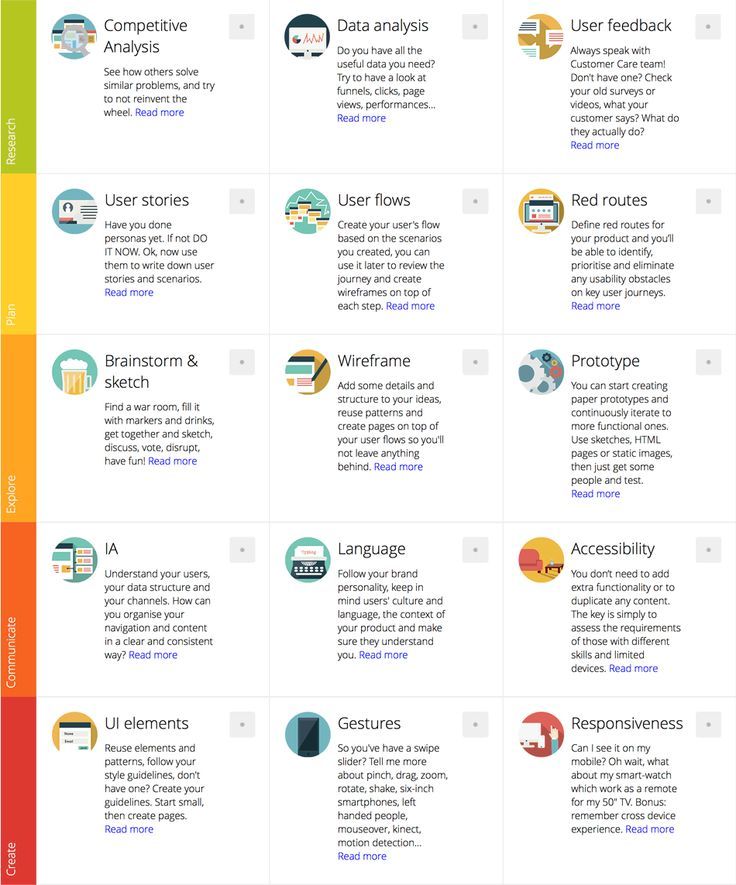 Research
Competitive
Analysis
See how others solve
similar problems, and try
to not reinvent the
wheel. Read more
Data analysis
Do you have all the
useful data you need?
Try to have a look at
funnels, clicks, page
views, performances...
Read more
User feedback
Always speak with
Customer Care team!
Don't have one? Check
your old surveys or
videos, what your
customer says? What do
they actually do?
Read more
Plan
User stories
Have you done
personas yet. If not DO
IT NOW. Ok, now use
them to write down user
stories and scenarios.
Read more
User flows
Create your user's flow
based on the scenarios
you created, you can
use it later to review the
journey and create
wireframes on top of
each step. Read more
Red routes
Define red routes for
your product and you'll
be able to identify,
prioritise and eliminate
any usability obstacles
on key user journeys.
Read more
Explore
Brainstorm &
sketch
Find a war room, fill it
with markers and drinks,
get together and sketch,
discuss, vote, disrupt,
have fun! Read more
Wireframe
Add some details and
structure to your ideas,
reuse patterns and
create pages on top of
your user flows so you'll
not leave anything
behind. Read more
Prototype
You can start creating
paper prototypes and
continuously iterate to
more functional ones.
Use sketches, HTML
pages or static images,
then just get some
people and test.
Read more
Communicate
IA
Understand your users,
your data structure and
your channels. How can
you organise your
navigation and content
in a clear and consistent
way? Read more
Typing
Language
Follow your brand
personality, keep in
mind users' culture and
language, the context of
your product and make
sure they understand
you. Read more
Accessibility
You don't need to add
extra functionality or to
duplicate any content.
The key is simply to
assess the requirements
of those with different
skills and limited
devices. Read more
Create
Name
Email
UI elements
Reuse elements and
patterns, follow your
style guidelines, don't
have one? Create your
guidelines. Start small,
then create pages.
Read more
Gestures
So you've have a swipe
slider? Tell me more
about pinch, drag, zoom,
rotate, shake, six-inch
smartphones, left
handed people,
mouseover, kinect,
motion detection...
Read more
Responsiveness
Can I see it on my
mobile? Oh wait, what
about my smart-watch
which work as a remote
for my 50" TV. Bonus:
remember cross device
experience. Read more